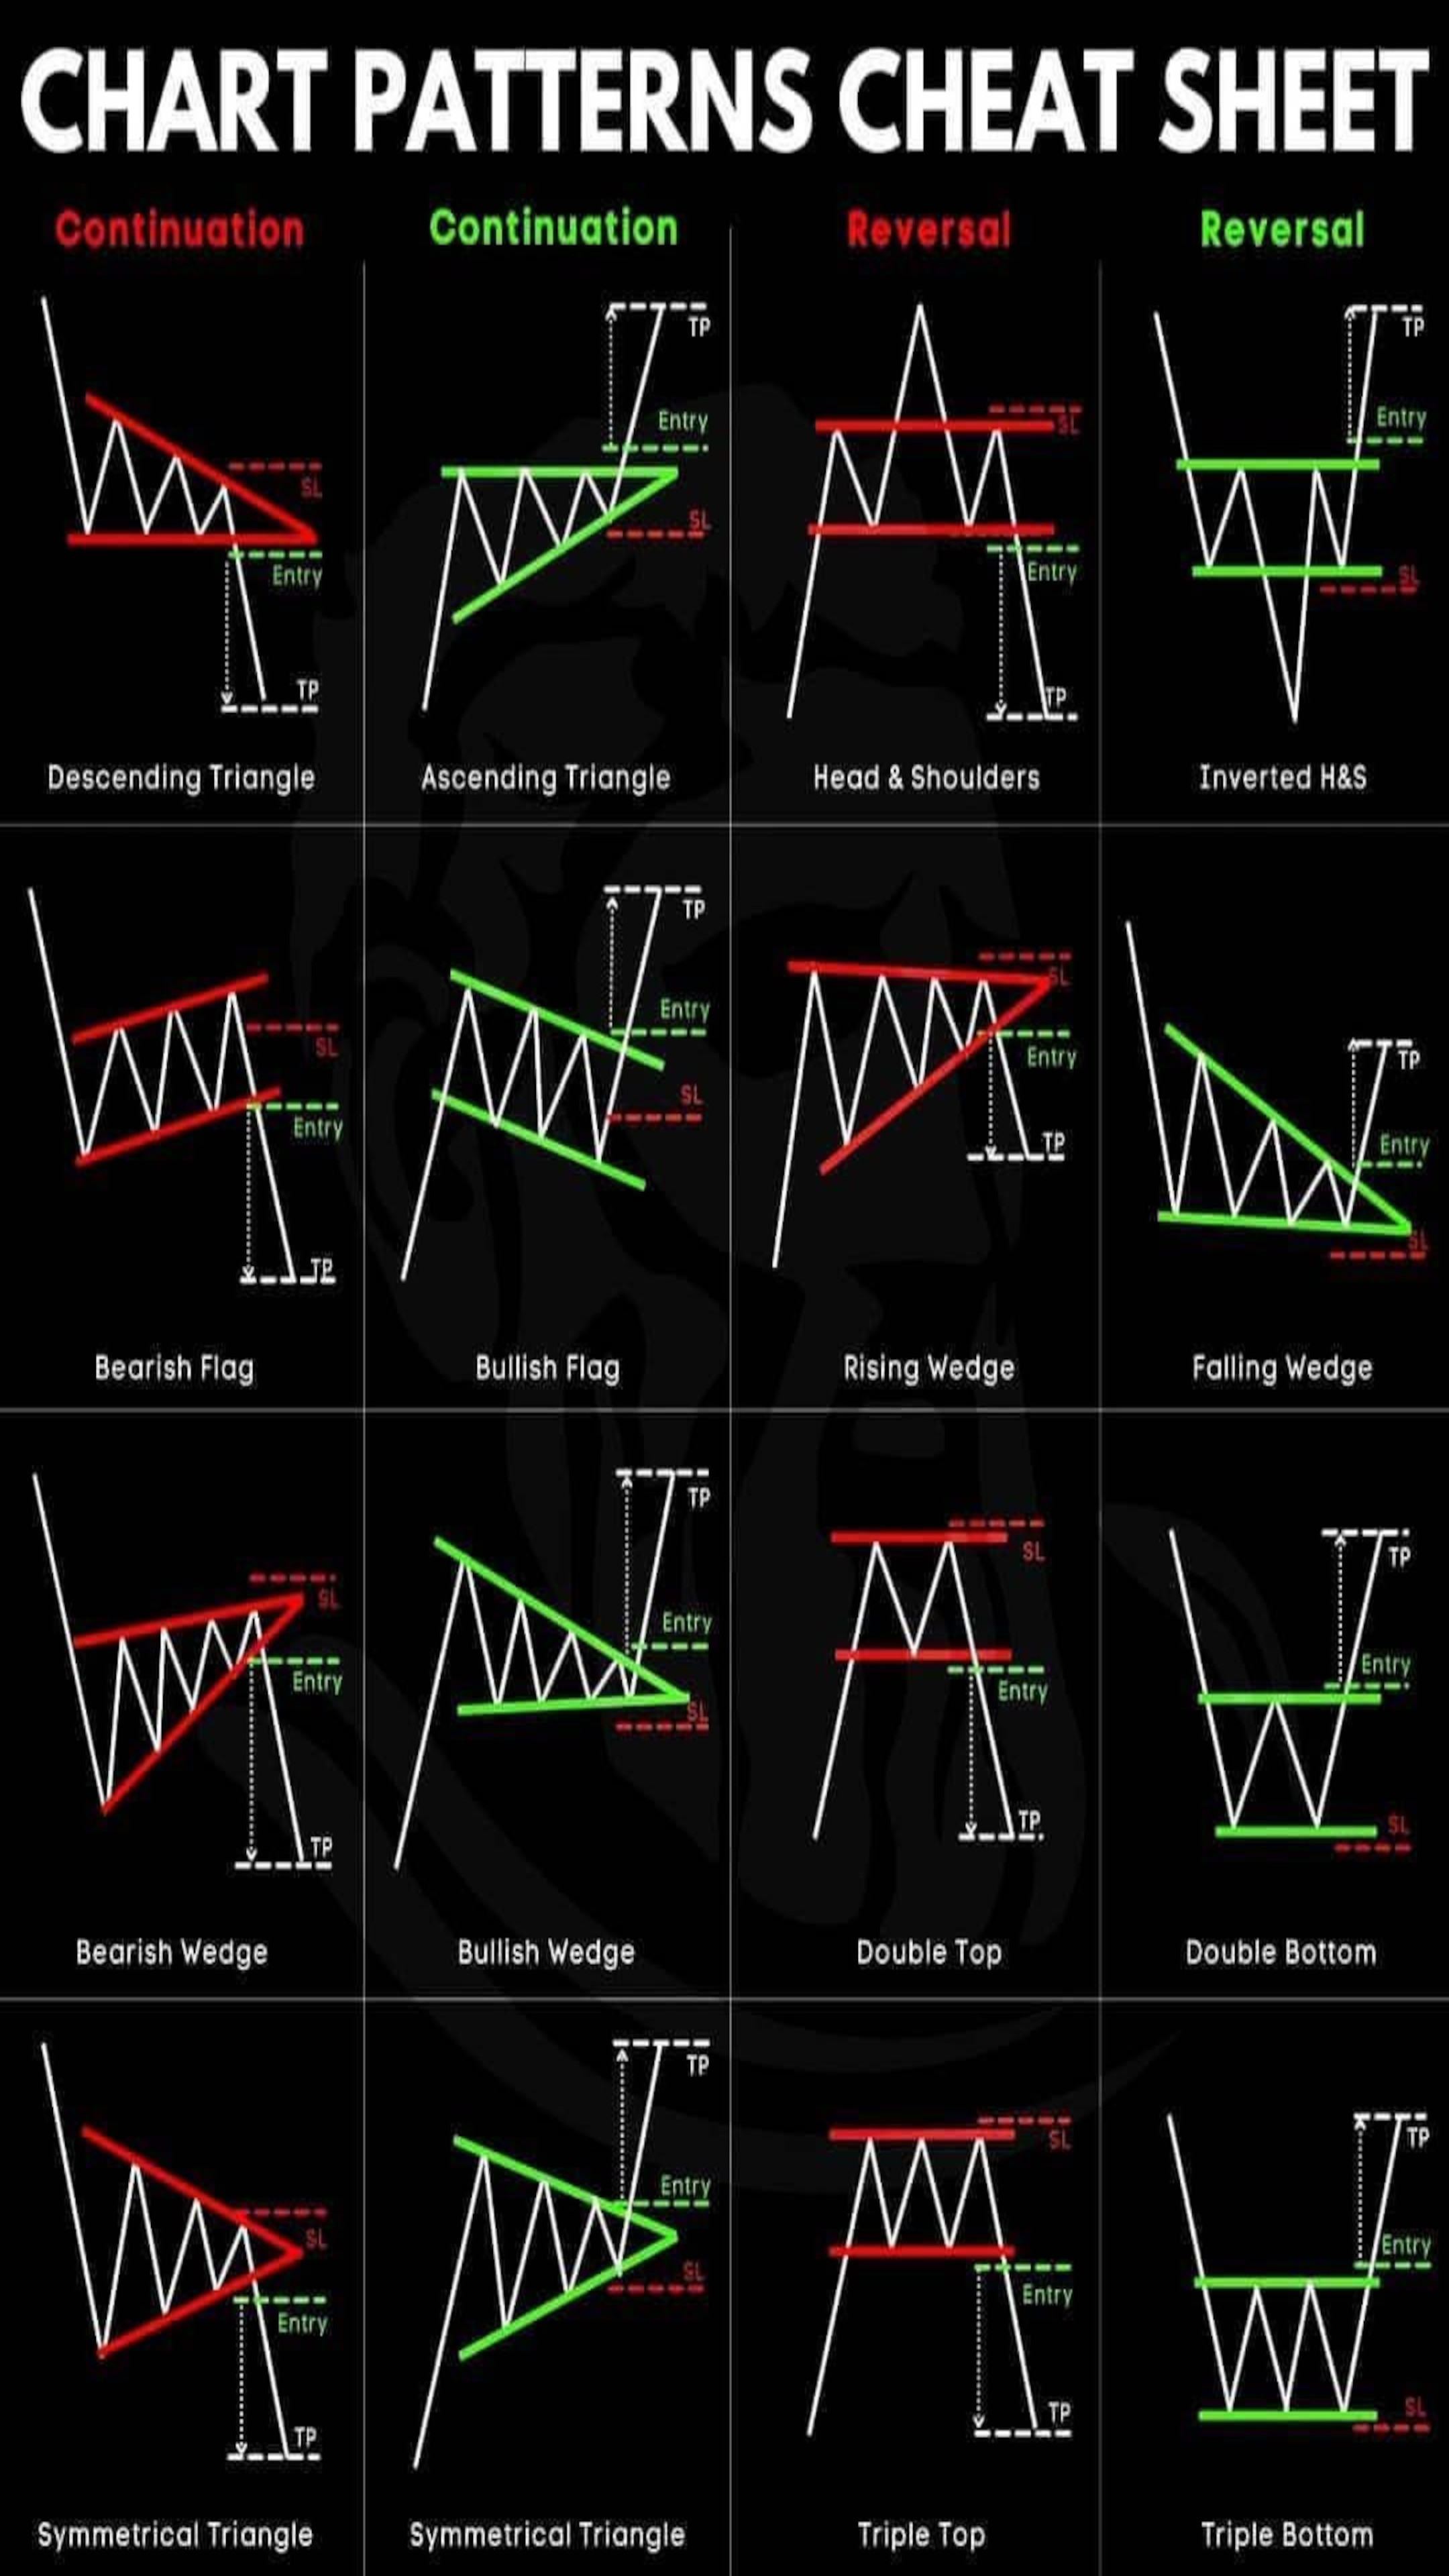 CHART PATTERNS CHEAT SHEET
Continuation
Continuation
Reversal
Reversal
SL
Entry
TP
Descending Triangle
TP
Entry
SL
Ascending Triangle
SL
Entry
TP
Head & Shoulders
TP
Entry
SL
Inverted H&S
SL
Entry
TP
Bearish Flag
TP
Entry
SL
Bullish Flag
SL
Entry
TP
Rising Wedge
TP
Entry
SL
Falling Wedge
SL
Entry
TP
Bearish Wedge
TP
Entry
SL
Bullish Wedge
SL
Entry
TP
Double Top
TP
Entry
SL
Double Bottom
SL
Entry
TP
Symmetrical Triangle
TP
Entry
SL
Symmetrical Triangle
SL
Entry
TP
Triple Top
TP
Entry
SL
Triple Bottom